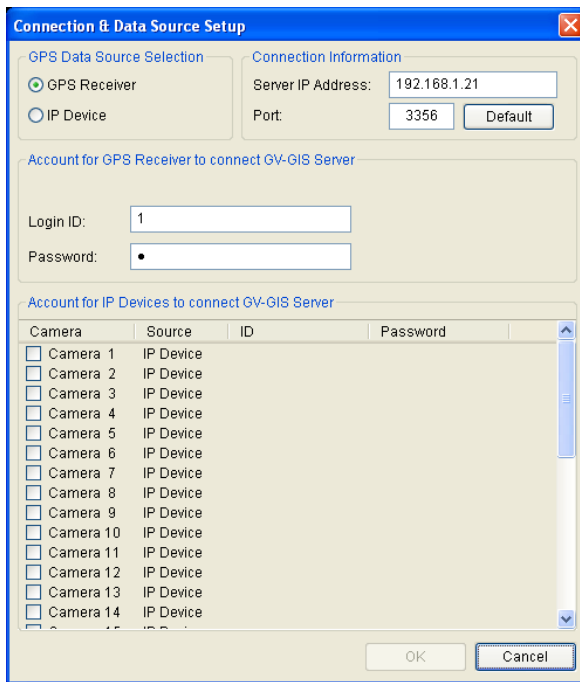 Connection & Data Source Setup
GPS Data Source Selection
GPS Receiver
IP Device
Connection Information
Server IP Address: 192.168.1.21
Port: 3356 Default
Account for GPS Receiver to connect GV-GIS Server
Login ID: 1
Password: •
Account for IP Devices to connect GV-GIS Server
Camera Source ID Password
Camera 1 IP Device
Camera 2 IP Device
Camera 3 IP Device
Camera 4 IP Device
Camera 5 IP Device
Camera 6 IP Device
Camera 7 IP Device
Camera 8 IP Device
Camera 9 IP Device
Camera 10 IP Device
Camera 11 IP Device
Camera 12 IP Device
Camera 13 IP Device
Camera 14 IP Device
OK Cancel